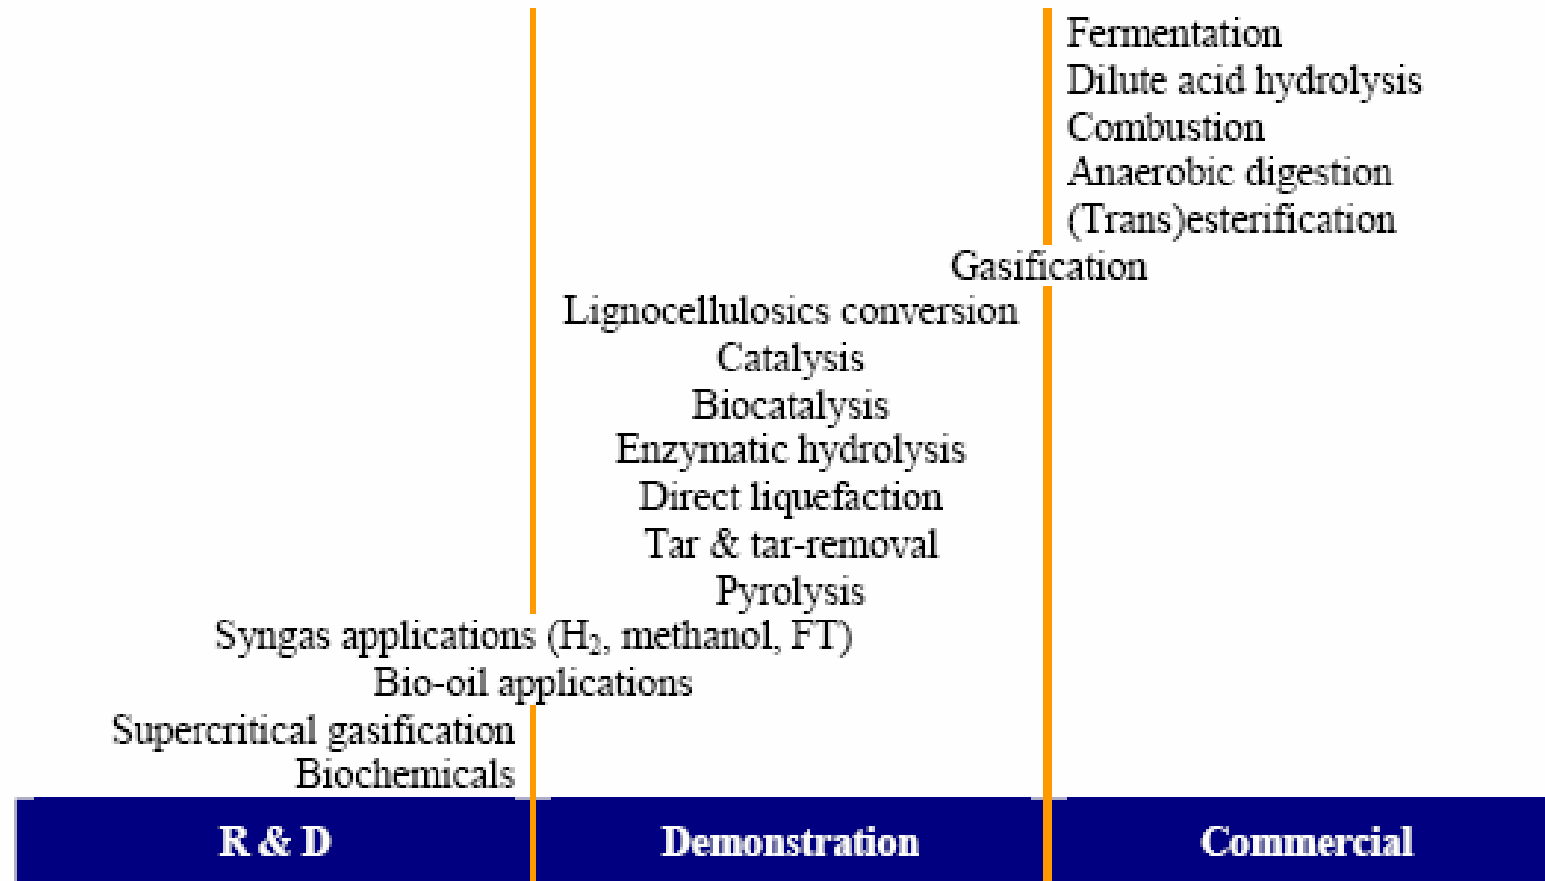 Fermentation
Dilute acid hydrolysis
Combustion
Anaerobic digestion
(Trans)esterification
Gasification
Lignocellulosics conversion
Catalysis
Biocatalysis
Enzymatic hydrolysis
Direct liquefaction
Tar & tar-removal
Pyrolysis
Syngas applications (H₂, methanol, FT)
Bio-oil applications
Supercritical gasification
Biochemicals
R & D Demonstration Commercial